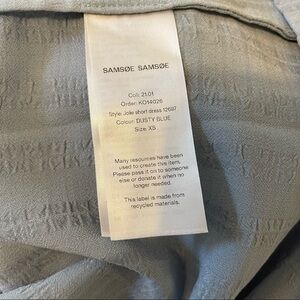 SAMSØE SAMSØE
Coll: 21.01
Order: KO14026
Style: Jolie short dress 12697
Colour: DUSTY BLUE
Size: XS
Many resources have been
used to create this item.
Please pass it on to someone
else or donate it when no
longer needed.
This label is made from
recycled materials.